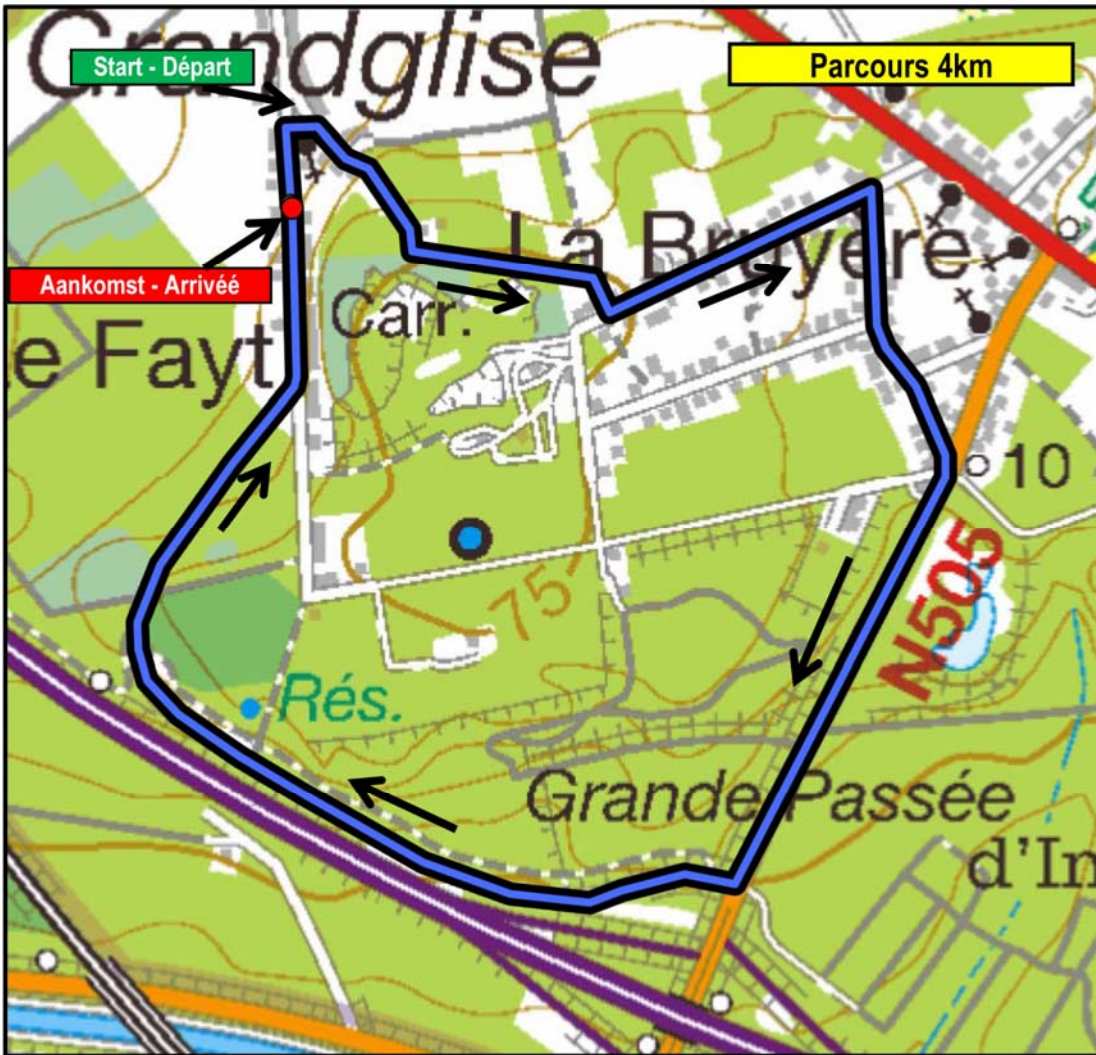 Grandglise
Start - Départ
Parcours 4km
La Bruyère
Aankomst - Arrivéé
Carr.
e Fayt
10
75
N505
Rés.
Grande Passée
d'In